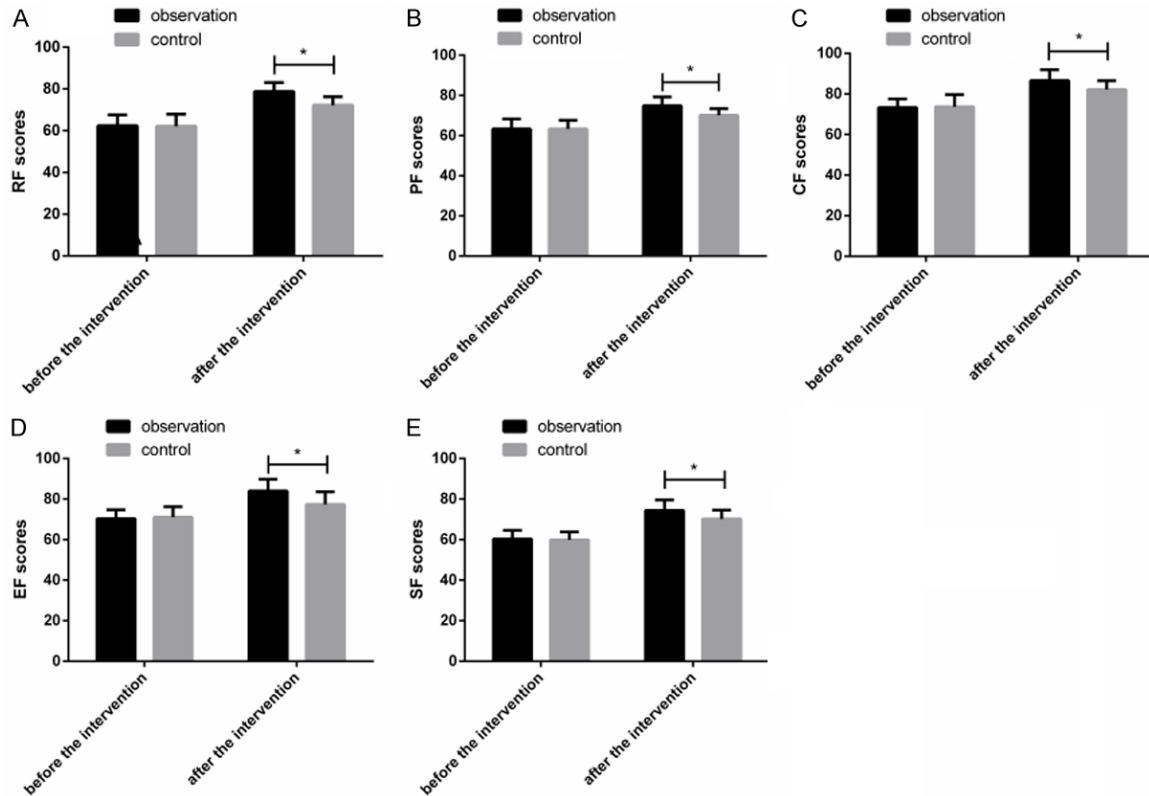 A
observation
control
*
100
80
60
40
20
0
RF scores
before the intervention
after the intervention
B
observation
control
*
100
80
60
40
20
0
PF scores
before the intervention
after the intervention
C
observation
control
*
100
80
60
40
20
0
CF scores
before the intervention
after the intervention
D
observation
control
*
100
80
60
40
20
0
EF scores
before the intervention
after the intervention
E
observation
control
*
100
80
60
40
20
0
SF scores
before the intervention
after the intervention